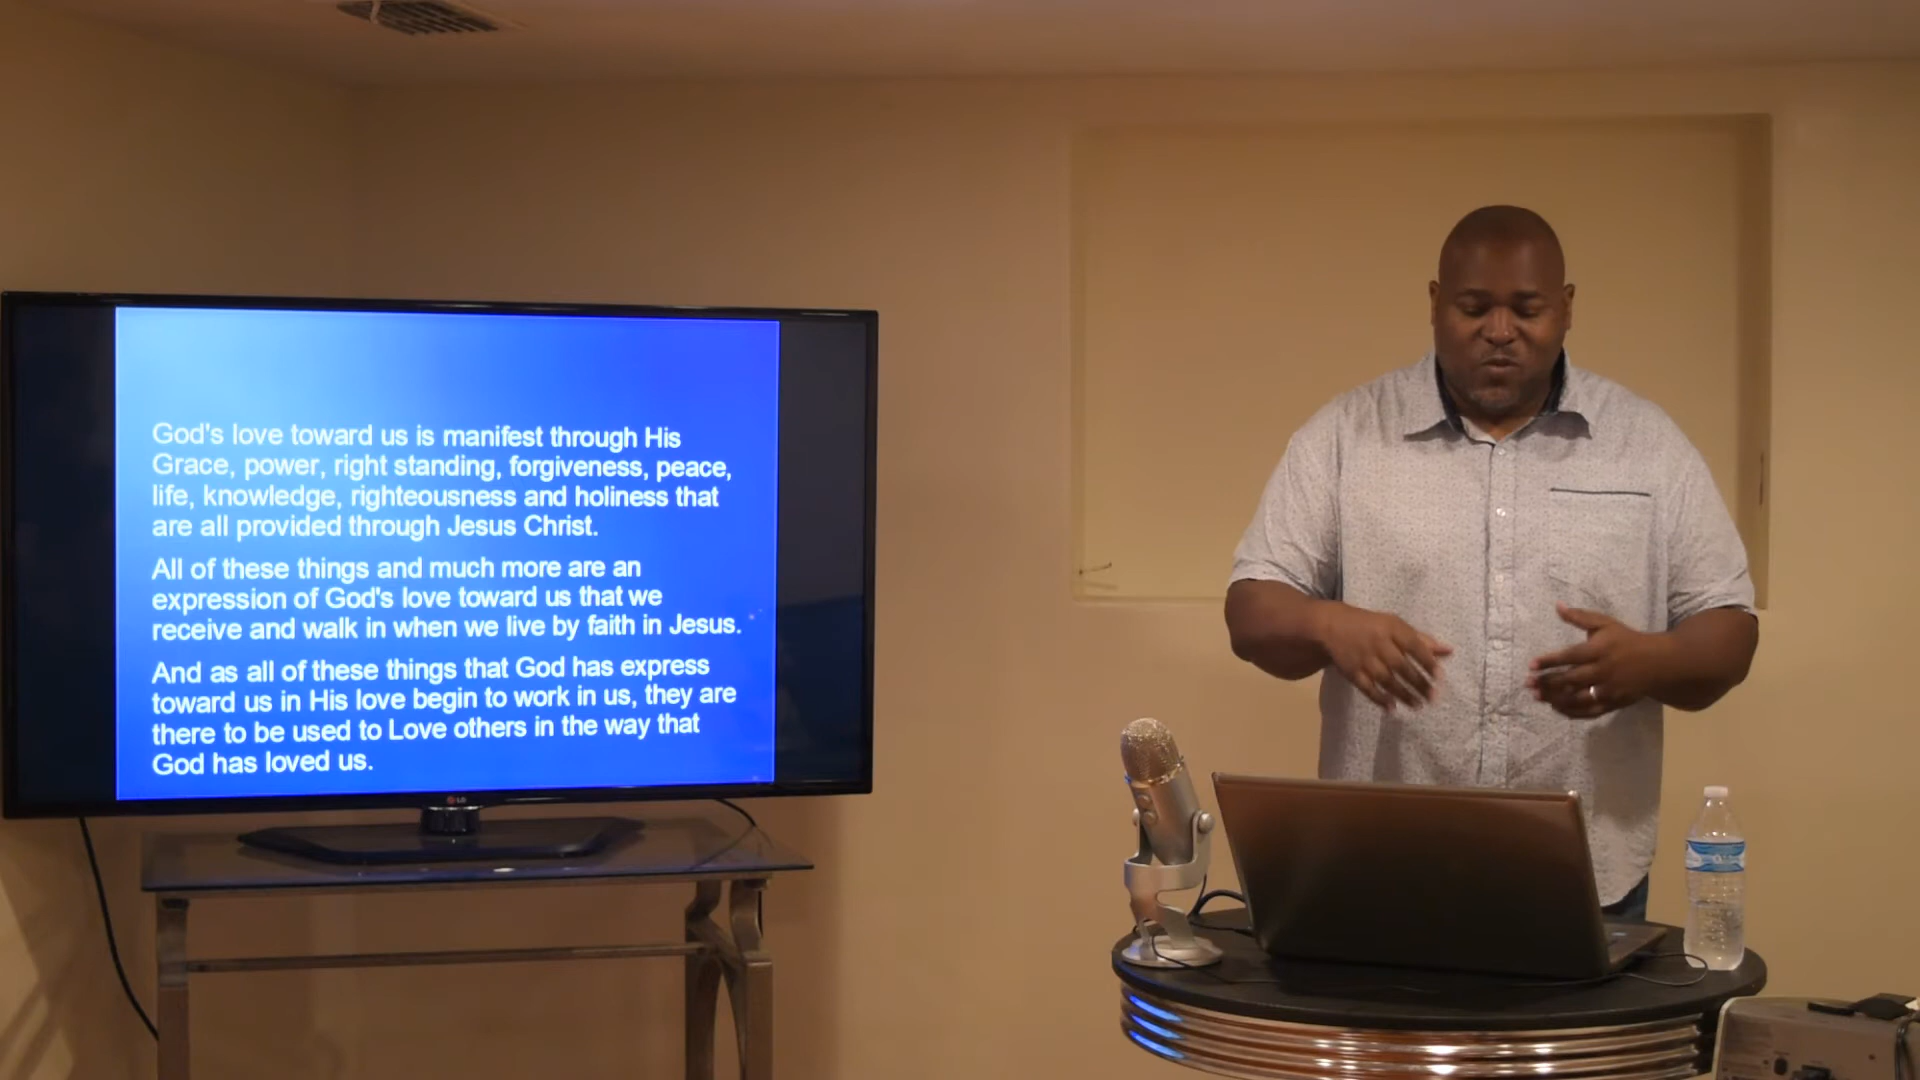 God's love toward us is manifest through His
Grace, power, right standing, forgiveness, peace,
life, knowledge, righteousness and holiness that
are all provided through Jesus Christ.
All of these things and much more are an
expression of God's love toward us that we
receive and walk in when we live by faith in Jesus.
And as all of these things that God has express
toward us in His love begin to work in us, they are
there to be used to Love others in the way that
God has loved us.
LG